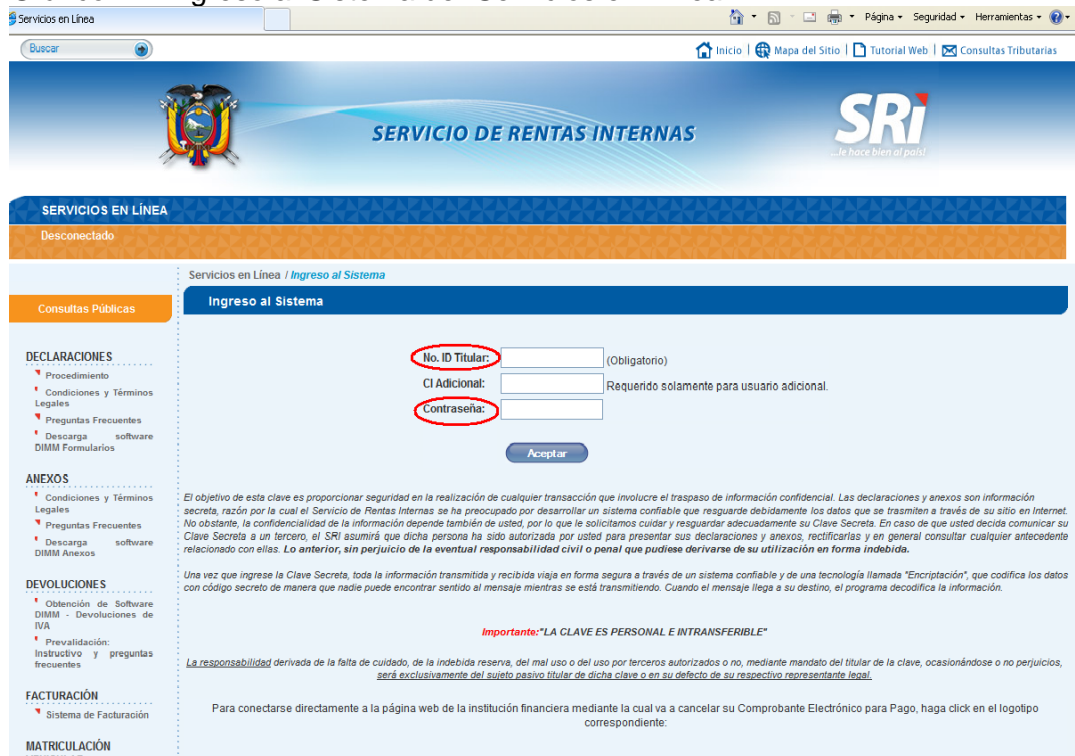 Servicios en Línea
Página Seguridad Herramientas
Buscar
Inicio | Mapa del Sitio | Tutorial Web | Consultas Tributarias
SERVICIO DE RENTAS INTERNAS
SRi
...le hace bien al país!
SERVICIOS EN LÍNEA
Desconectado
Servicios en Línea / Ingreso al Sistema
Ingreso al Sistema
Consultas Públicas
DECLARACIONES
Procedimiento
Condiciones y Términos
Legales
Preguntas Frecuentes
Descarga software
DIMM Formularios
ANEXOS
Condiciones y Términos
Legales
Preguntas Frecuentes
Descarga software
DIMM Anexos
DEVOLUCIONES
Obtención de Software
DIMM - Devoluciones de
IVA
Prevalidación:
Instructivo y preguntas
frecuentes
FACTURACIÓN
Sistema de Facturación
MATRICULACIÓN
No. ID Titular: (Obligatorio)
CI Adicional: Requerido solamente para usuario adicional.
Contraseña:
Aceptar
El objetivo de esta clave es proporcionar seguridad en la realización de cualquier transacción que involucre el traspaso de información confidencial. Las declaraciones y anexos son información
secreta, razón por la cual el Servicio de Rentas Internas se ha preocupado por desarrollar un sistema confiable que resguarde debidamente los datos que se trasmiten a través de su sitio en Internet.
No obstante, la confidencialidad de la información depende también de usted, por lo que le solicitamos cuidar y resguardar adecuadamente su Clave Secreta. En caso de que usted decida comunicar su
Clave Secreta a un tercero, el SRI asumirá que dicha persona ha sido autorizada por usted para presentar sus declaraciones y anexos, rectificarlas y en general consultar cualquier antecedente
relacionado con ellas. Lo anterior, sin perjuicio de la eventual responsabilidad civil o penal que pudiese derivarse de su utilización en forma indebida.
Una vez que ingrese la Clave Secreta, toda la información transmitida y recibida viaja en forma segura a través de un sistema confiable y de una tecnología llamada "Encriptación", que codifica los datos
con código secreto de manera que nadie puede encontrar sentido al mensaje mientras se está transmitiendo. Cuando el mensaje llega a su destino, el programa decodifica la información.
Importante:"LA CLAVE ES PERSONAL E INTRANSFERIBLE"
La responsabilidad derivada de la falta de cuidado, de la indebida reserva, del mal uso o del uso por terceros autorizados o no, mediante mandato del titular de la clave, ocasionándose o no perjuicios,
será exclusivamente del sujeto pasivo titular de dicha clave o en su defecto de su respectivo representante legal.
Para conectarse directamente a la página web de la institución financiera mediante la cual va a cancelar su Comprobante Electrónico para Pago, haga click en el logotipo
correspondiente: